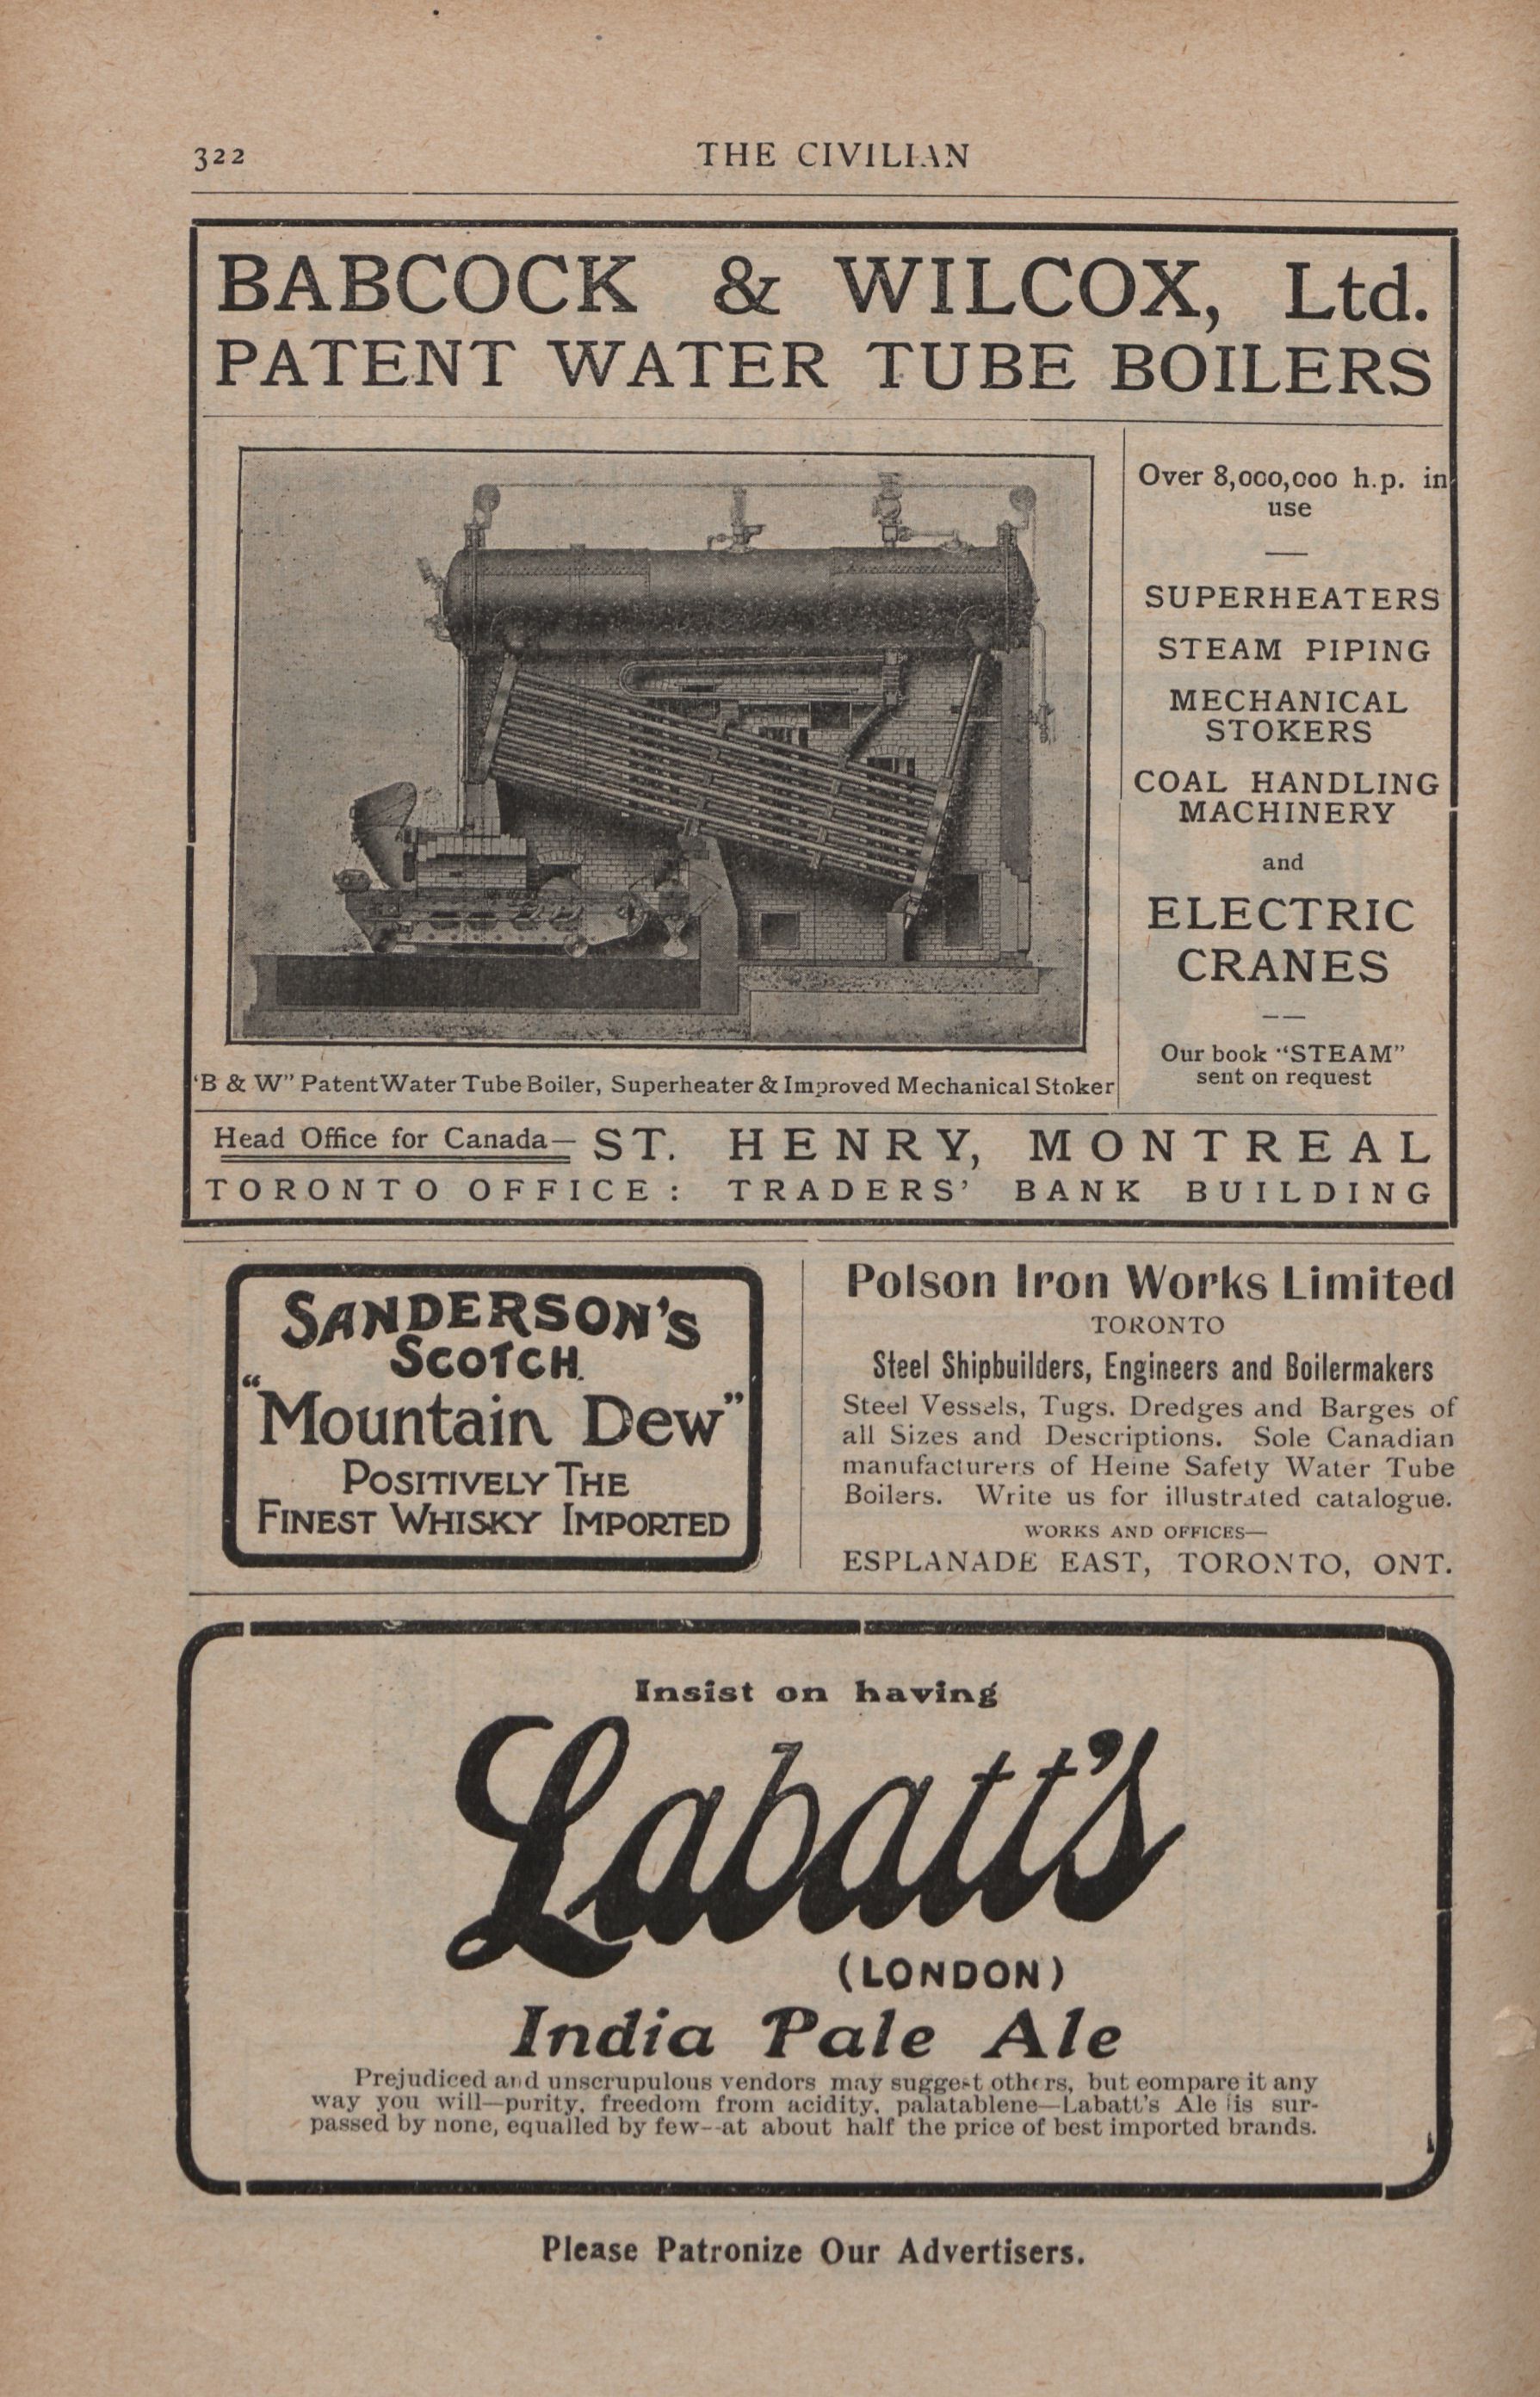 322
THE CIVILIAN
BABCOCK & WILCOX, Ltd.
PATENT WATER TUBE BOILERS
Over 8,000,000 h.p. in
use
SUPERHEATERS
STEAM PIPING
MECHANICAL
STOKERS
COAL HANDLING
MACHINERY
and
ELECTRIC
CRANES
Our book "STEAM"
sent on request
'B & W" Patent Water Tube Boiler, Superheater & Improved Mechanical Stoker
Head Office for Canada— ST. HENRY, MONTREAL
TORONTO OFFICE: TRADERS' BANK BUILDING
SANDERSON'S
SCOTCH.
"Mountain Dew"
POSITIVELY THE
FINEST WHISKY IMPORTED
Polson Iron Works Limited
TORONTO
Steel Shipbuilders, Engineers and Boilermakers
Steel Vessels, Tugs. Dredges and Barges of
all Sizes and Descriptions. Sole Canadian
manufacturers of Heine Safety Water Tube
Boilers. Write us for illustrated catalogue.
WORKS AND OFFICES—
ESPLANADE EAST, TORONTO, ONT.
Insist on having
Labatt's
(LONDON)
India Pale Ale
Prejudiced and unscrupulous vendors may suggest others, but compare it any
way you will—purity, freedom from acidity, palatablene—Labatt's Ale is sur-
passed by none, equalled by few--at about half the price of best imported brands.
Please Patronize Our Advertisers.